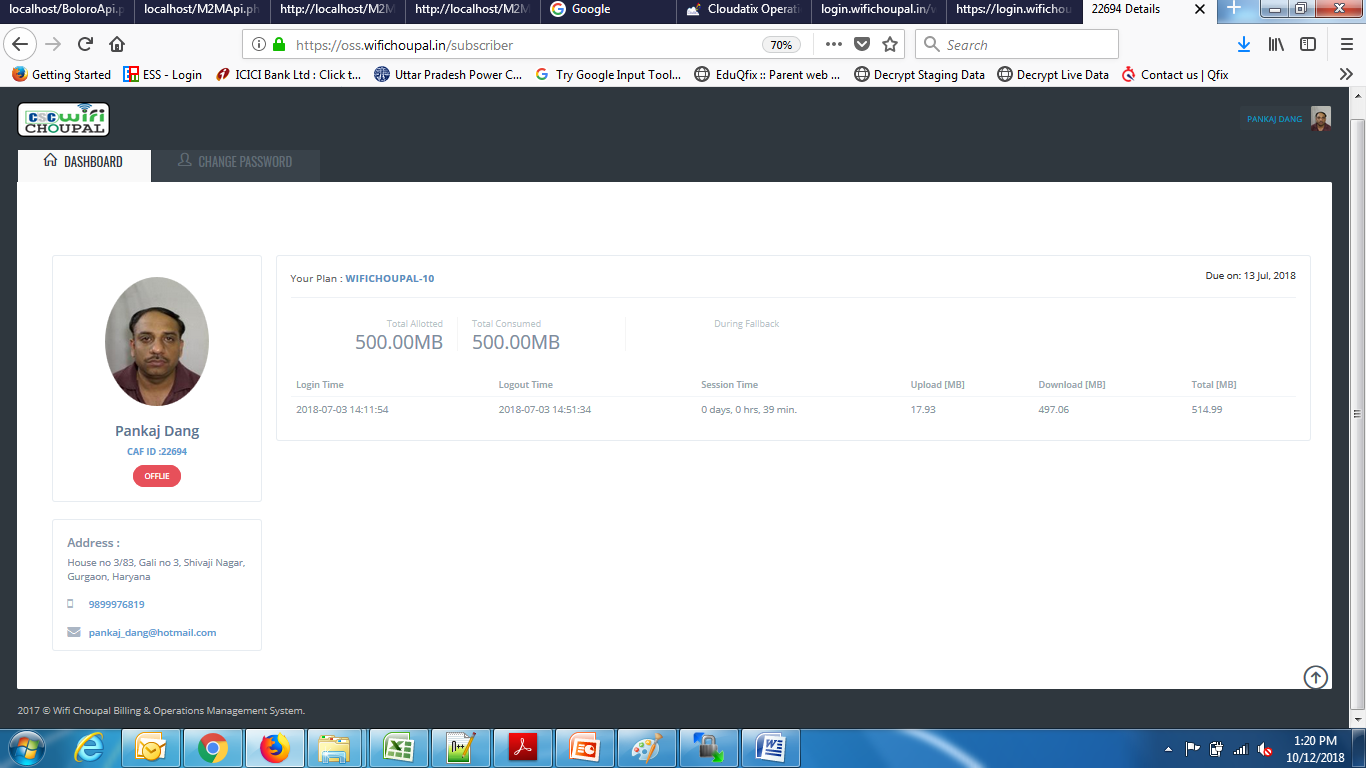 localhost/BoloroApi.p localhost/M2MApi.ph http://localhost/M2M http://localhost/M2M Google Cloudatix Operati login.wifichoupal.in/v https://login.wifichou 22694 Details
https://oss.wifichoupal.in/subscriber 70% Search
Getting Started ESS - Login ICICI Bank Ltd : Click t... Uttar Pradesh Power C... Try Google Input Tool... EduQfix :: Parent web ... Decrypt Staging Data Decrypt Live Data Contact us | Qfix
CSC wifi
CHOUPAL
PANKAJ DANG
DASHBOARD CHANGE PASSWORD
Pankaj Dang
CAF ID :22694
OFFLIE
Address :
House no 3/83, Gali no 3, Shivaji Nagar,
Gurgaon, Haryana
9899976819
pankaj_dang@hotmail.com
Your Plan : WIFICHOUPAL-10 Due on: 13 Jul, 2018
Total Allotted Total Consumed During Fallback
500.00MB 500.00MB
Login Time Logout Time Session Time Upload [MB] Download [MB] Total [MB]
2018-07-03 14:11:54 2018-07-03 14:51:34 0 days, 0 hrs, 39 min. 17.93 497.06 514.99
2017 © Wifi Choupal Billing & Operations Management System.
1:20 PM
10/12/2018